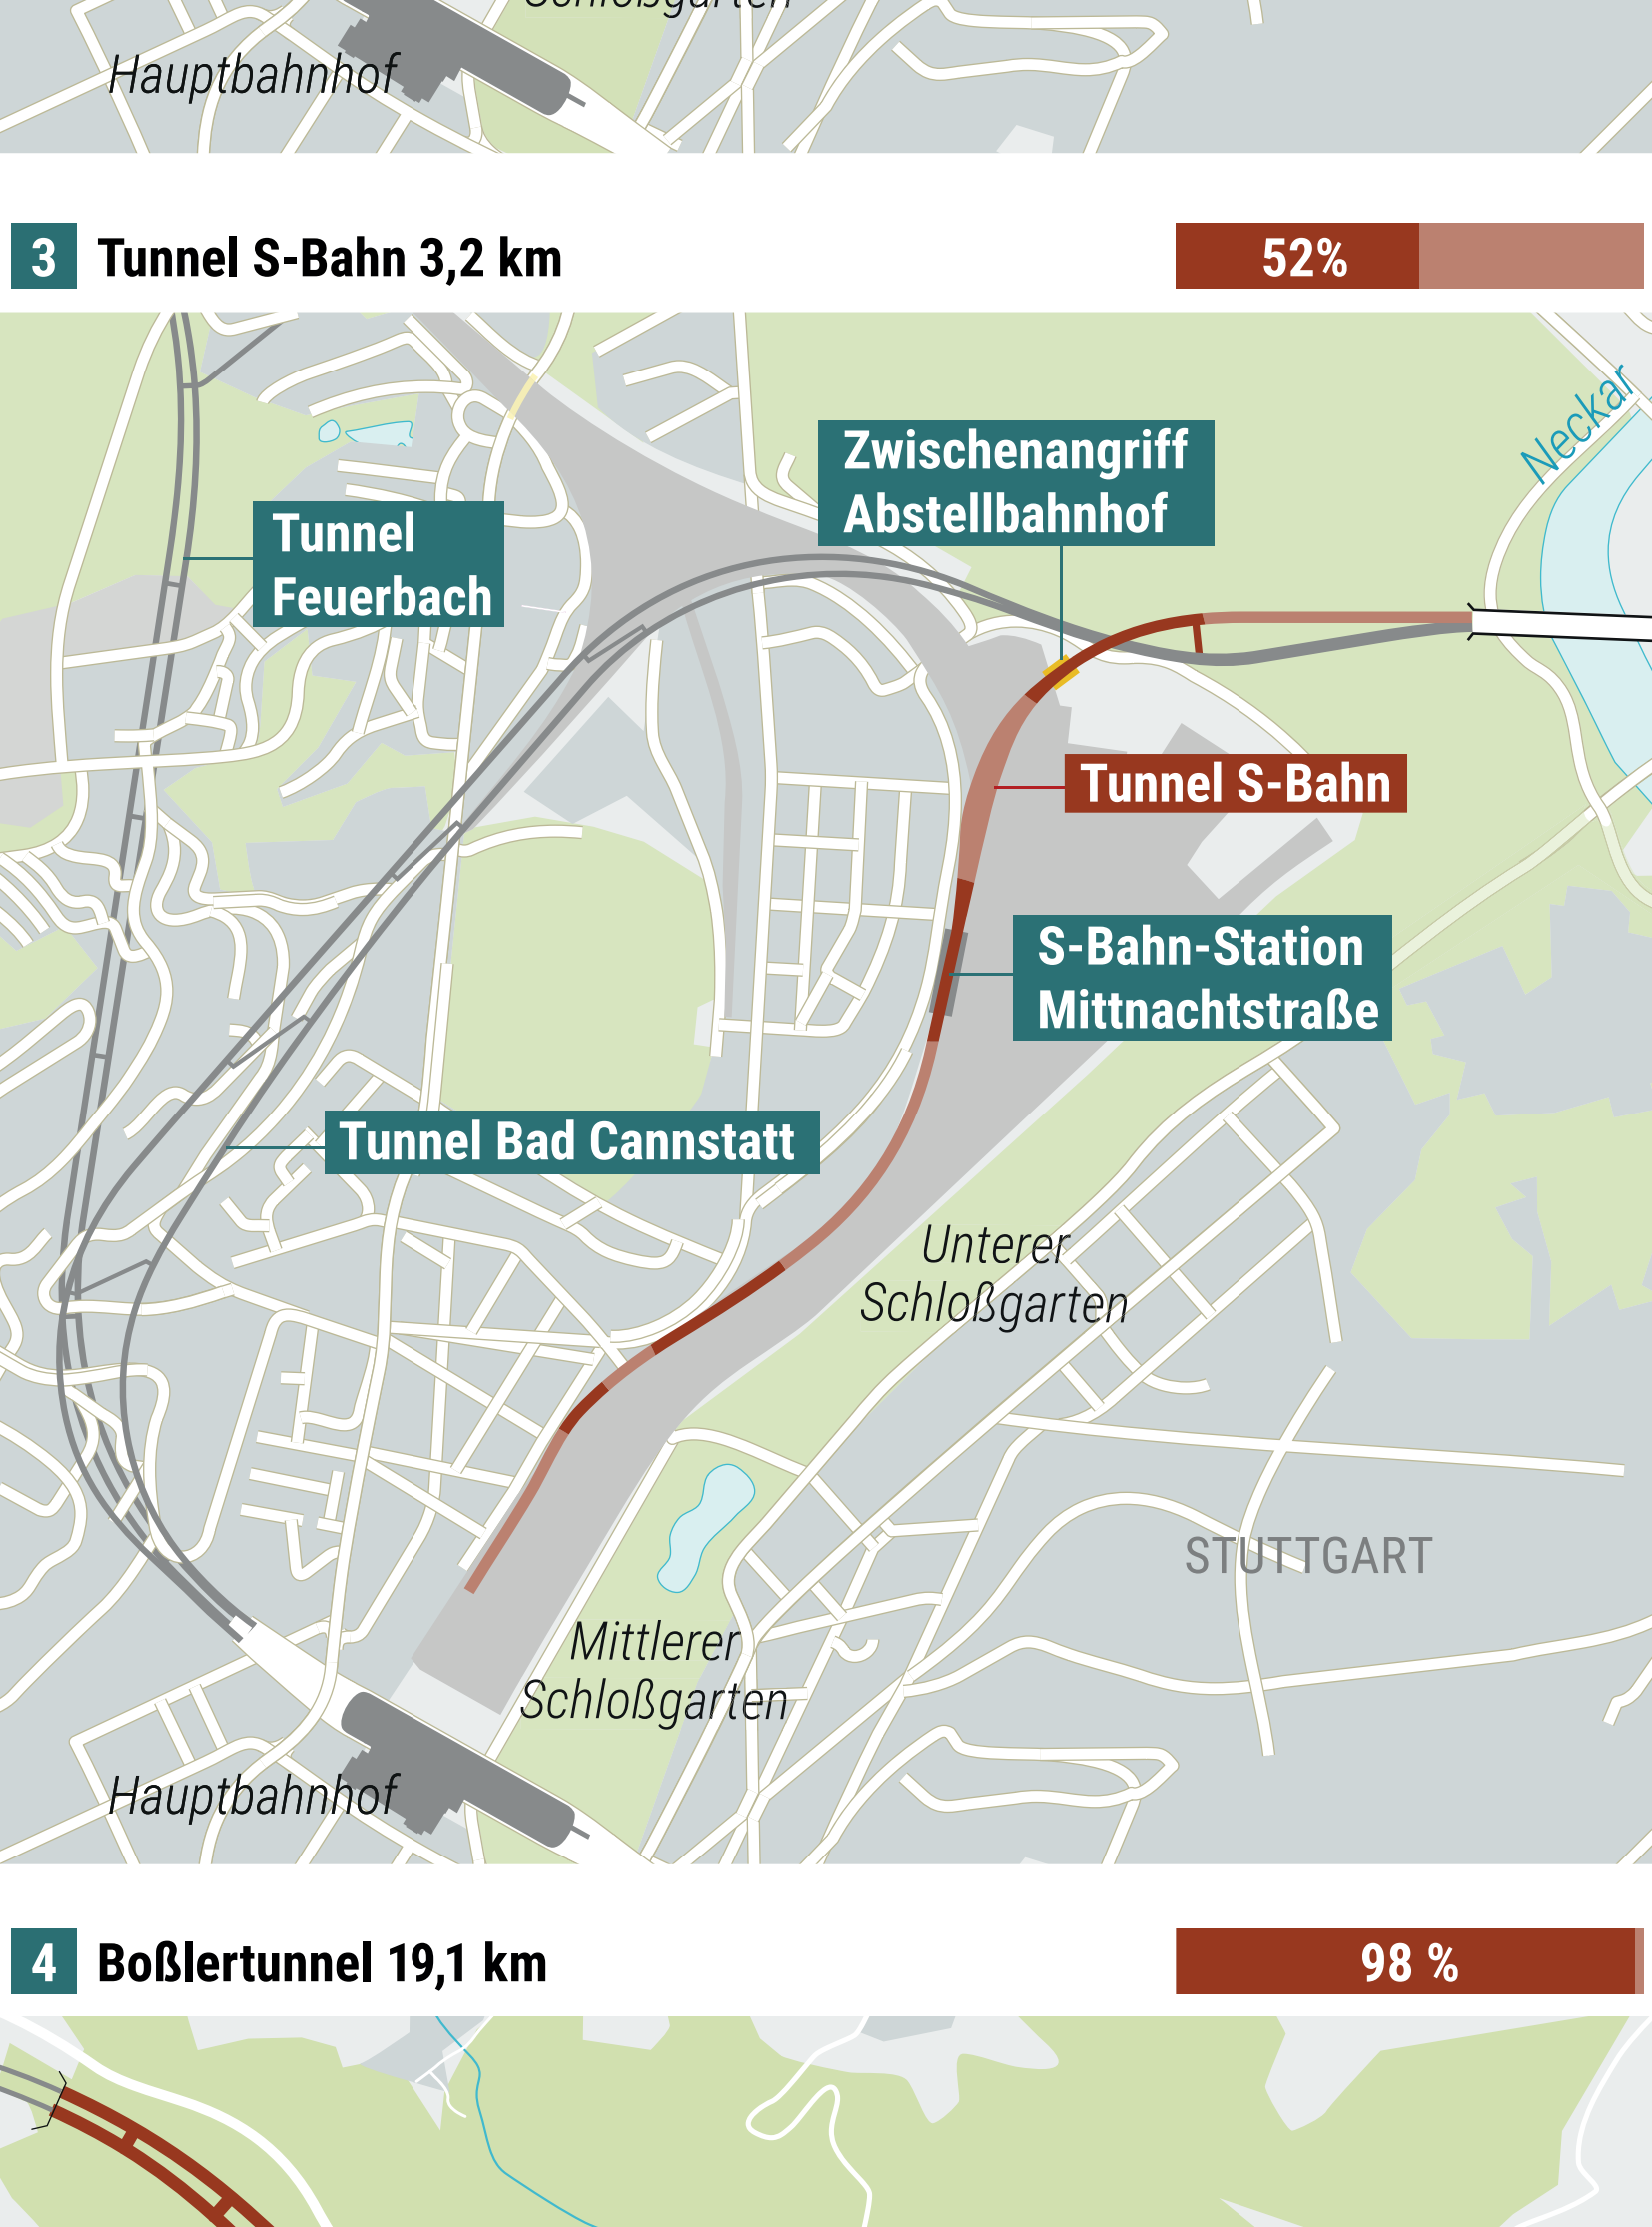 Schloßgarten
Hauptbahnhof
3 Tunnel S-Bahn 3,2 km 52%
Neckar
Zwischenangriff
Abstellbahnhof
Tunnel
Feuerbach
Tunnel S-Bahn
S-Bahn-Station
Mittnachtstraße
Tunnel Bad Cannstatt
Unterer
Schloßgarten
STUTTGART
Mittlerer
Schloßgarten
Hauptbahnhof
4 Boßlertunnel 19,1 km 98 %